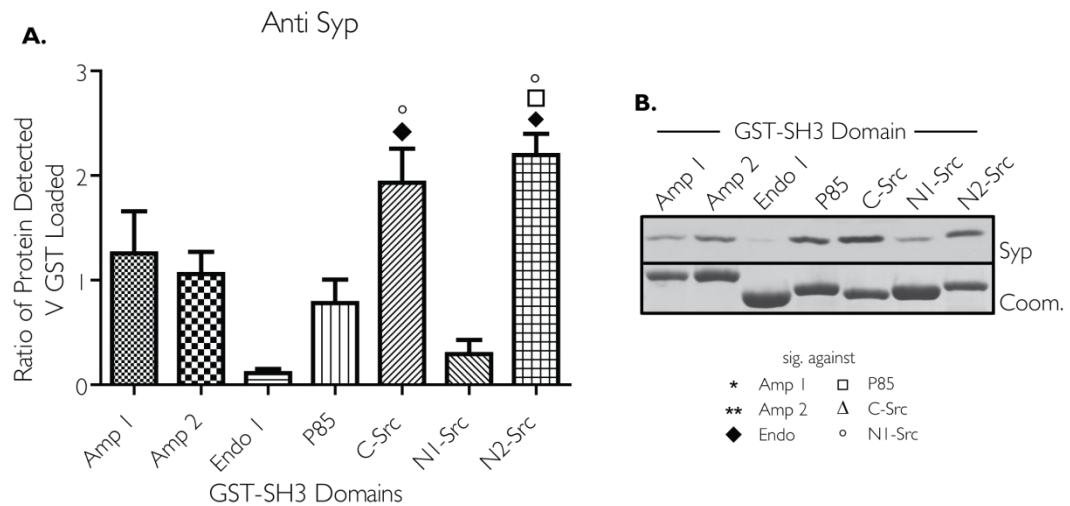 A.
Anti Syp
Ratio of Protein Detected
V GST Loaded
3
2
1
0
Amp 1
Amp 2
Endo 1
P85
C-Src
N1-Src
N2-Src
GST-SH3 Domains
B.
GST-SH3 Domain
Amp 1
Amp 2
Endo 1
P85
C-Src
N1-Src
N2-Src
Syp
Coom.
sig. against
* Amp 1
□ P85
** Amp 2
Δ C-Src
◆ Endo
○ N1-Src